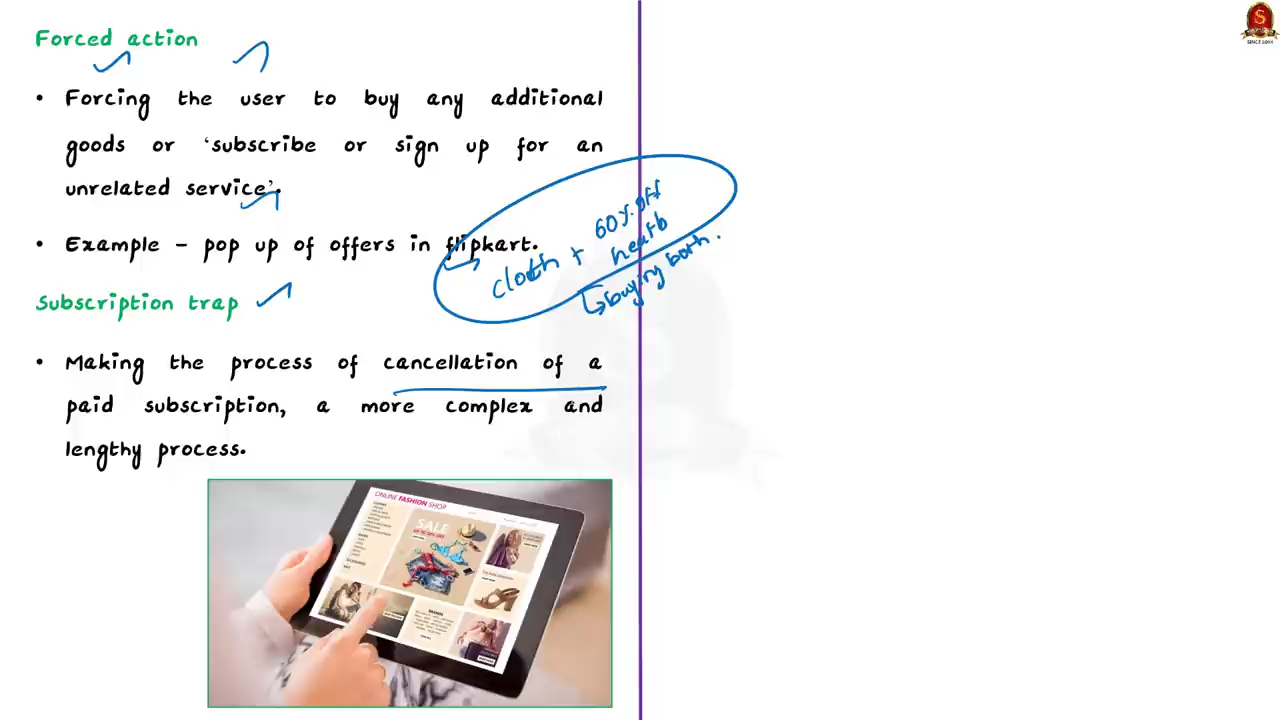 Forced action
• Forcing the user to buy any additional
goods or ‘subscribe or sign up for an
unrelated service’.
• Example – pop up of offers in flipkart.
cloth + 60% off
buying both.
Subscription trap
• Making the process of cancellation of a
paid subscription, a more complex and
lengthy process.
ONLINE FASHION SHOP
SALE
S
SINCE 2004